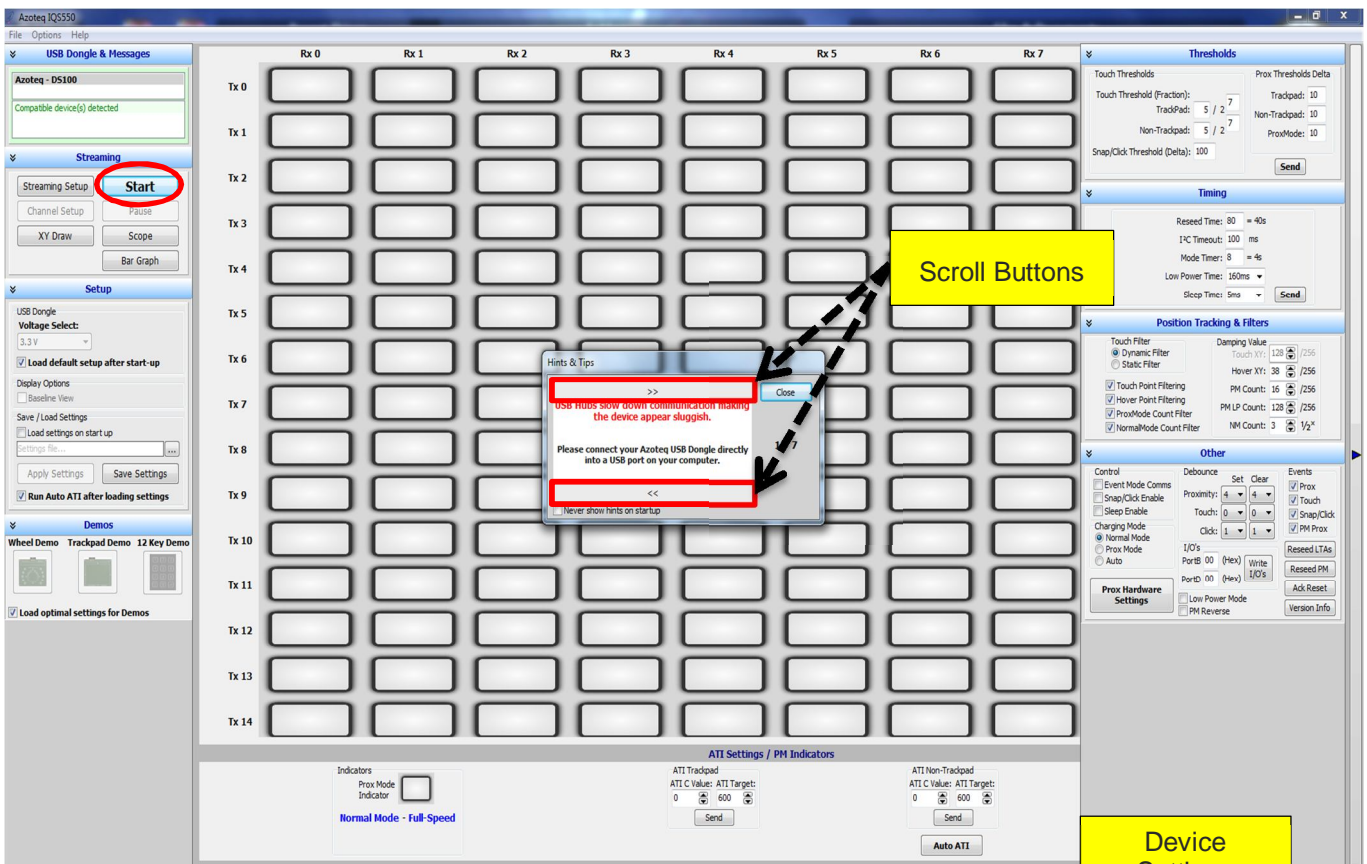 Azoteq IQS550
File Options Help
USB Dongle & Messages
Azoteq - DS100
Compatible device(s) detected
Streaming
Streaming Setup Start
Channel Setup Pause
XY Draw Scope
Bar Graph
Setup
USB Dongle
Voltage Select:
3.3 V
Load default setup after start-up
Display Options
Baseline View
Save / Load Settings
Load settings on start up
Settings file... ...
Apply Settings Save Settings
Run Auto ATI after loading settings
Demos
Wheel Demo Trackpad Demo 12 Key Demo
Load optimal settings for Demos
Rx 0 Rx 1 Rx 2 Rx 3 Rx 4 Rx 5 Rx 6 Rx 7
Tx 0
Tx 1
Tx 2
Tx 3
Tx 4
Tx 5
Tx 6
Tx 7
Tx 8
Tx 9
Tx 10
Tx 11
Tx 12
Tx 13
Tx 14
Scroll Buttons
Hints & Tips
>> Close
USB Hubs slow down communication making
the device appear sluggish.
Please connect your Azoteq USB Dongle directly
into a USB port on your computer.
<<
Never show hints on startup
ATI Settings / PM Indicators
Indicators
Prox Mode
Indicator
Normal Mode - Full-Speed
ATI Trackpad
ATI C Value: ATI Target:
0 600
Send
ATI Non-Trackpad
ATI C Value: ATI Target:
0 600
Send
Auto ATI
Thresholds
Touch Thresholds
Touch Threshold (Fraction):
TrackPad: 5 / 2 7
Non-Trackpad: 5 / 2 7
Snap/Click Threshold (Delta): 100
Prox Thresholds Delta
Trackpad: 10
Non-Trackpad: 10
ProxMode: 10
Send
Timing
Reseed Time: 80 = 40s
I²C Timeout: 100 ms
Mode Timer: 8 = 4s
Low Power Time: 160ms
Sleep Time: 5ms Send
Position Tracking & Filters
Touch Filter
Dynamic Filter
Static Filter
Touch Point Filtering
Hover Point Filtering
ProxMode Count Filter
NormalMode Count Filter
Damping Value
Touch XY: 128 /256
Hover XY: 38 /256
PM Count: 16 /256
PM LP Count: 128 /256
NM Count: 3 ½ˣ
Other
Control
Event Mode Comms
Snap/Click Enable
Sleep Enable
Charging Mode
Normal Mode
Prox Mode
Auto
Prox Hardware
Settings
Debounce
Set Clear
Proximity: 4 4
Touch: 0 0
Click: 1 1
I/O's
PortB 00 (Hex)
PortD 00 (Hex)
Write
I/O's
Low Power Mode
PM Reverse
Events
Prox
Touch
Snap/Click
PM Prox
Reseed LTAs
Reseed PM
Ack Reset
Version Info
Device